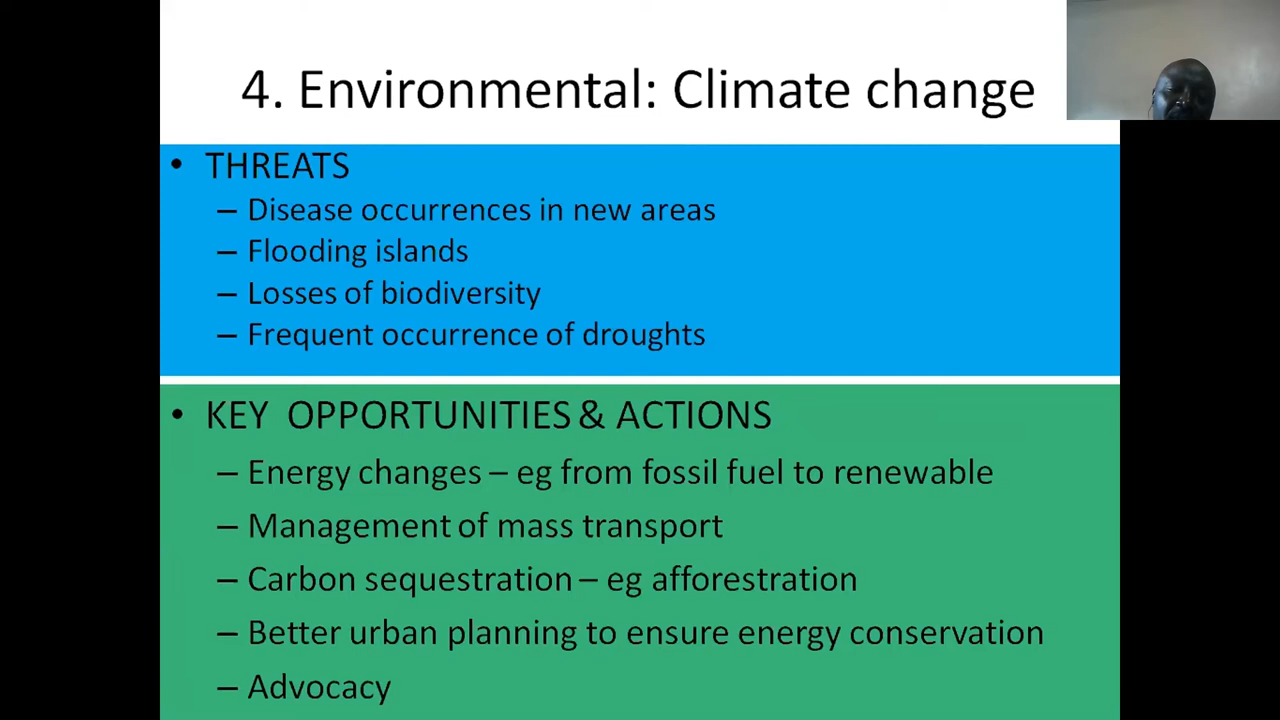 4. Environmental: Climate change
• THREATS
– Disease occurrences in new areas
– Flooding islands
– Losses of biodiversity
– Frequent occurrence of droughts
• KEY OPPORTUNITIES & ACTIONS
– Energy changes – eg from fossil fuel to renewable
– Management of mass transport
– Carbon sequestration – eg afforestration
– Better urban planning to ensure energy conservation
– Advocacy